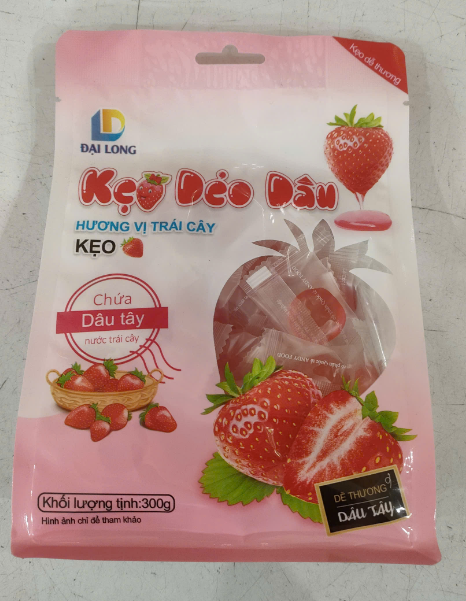 Kẹo dễ thương
ĐẠI LONG
Kẹo Dẻo Dâu
HƯƠNG VỊ TRÁI CÂY
KẸO
Chứa
Dâu tây
nước trái cây
Khối lượng tịnh:300g
Hình ảnh chỉ để tham khảo
DỄ THƯƠNG
DÂU TÂY